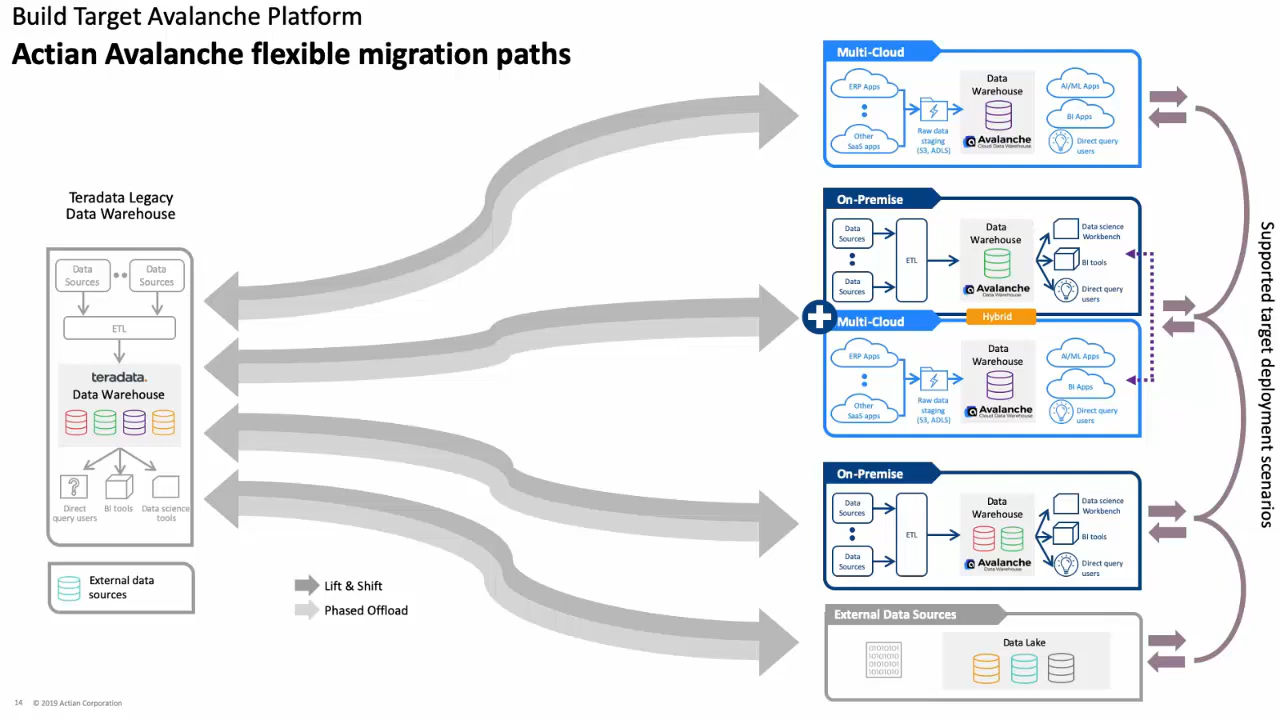 Build Target Avalanche Platform
Actian Avalanche flexible migration paths
Teradata Legacy
Data Warehouse
Data
Sources
Data
Sources
ETL
teradata.
Data Warehouse
?
Direct
query users
BI tools
Data science
tools
External data
sources
Lift & Shift
Phased Offload
Multi-Cloud
ERP Apps
Other
SaaS apps
Raw data
staging
(S3, ADLS)
Data
Warehouse
Avalanche
Cloud Data Warehouse
AI/ML Apps
BI Apps
Direct query
users
On-Premise
Data
Sources
Data
Sources
ETL
Data
Warehouse
Avalanche
Data Warehouse
Data science
Workbench
BI tools
Direct query
users
Hybrid
Multi-Cloud
ERP Apps
Other
SaaS apps
Raw data
staging
(S3, ADLS)
Data
Warehouse
Avalanche
Cloud Data Warehouse
AI/ML Apps
BI Apps
Direct query
users
On-Premise
Data
Sources
Data
Sources
ETL
Data
Warehouse
Avalanche
Data Warehouse
Data science
Workbench
BI tools
Direct query
users
External Data Sources
01010101
10101010
01010101
10101010
Data Lake
Supported target deployment scenarios
14 © 2019 Actian Corporation